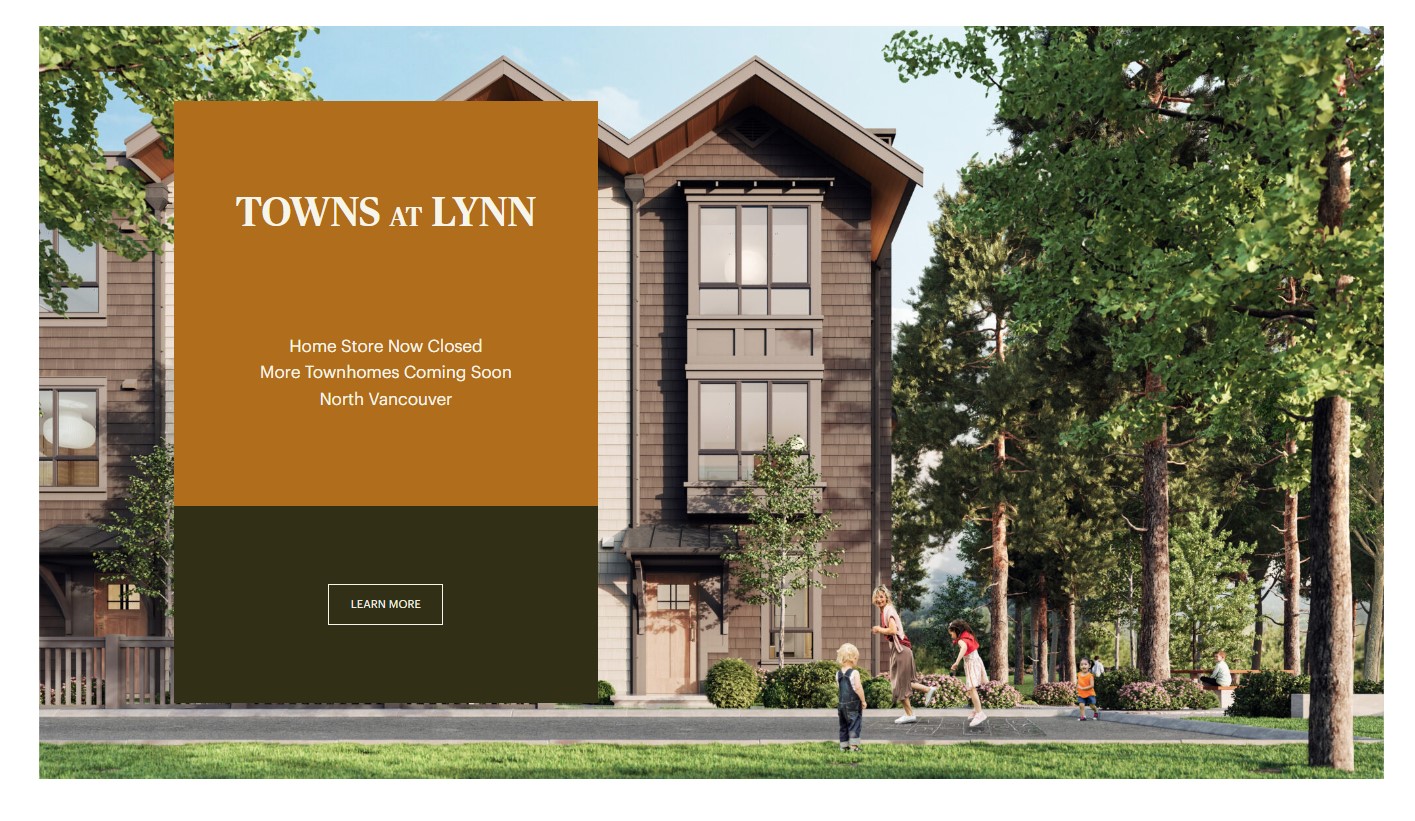 TOWNS AT LYNN
Home Store Now Closed
More Townhomes Coming Soon
North Vancouver
LEARN MORE